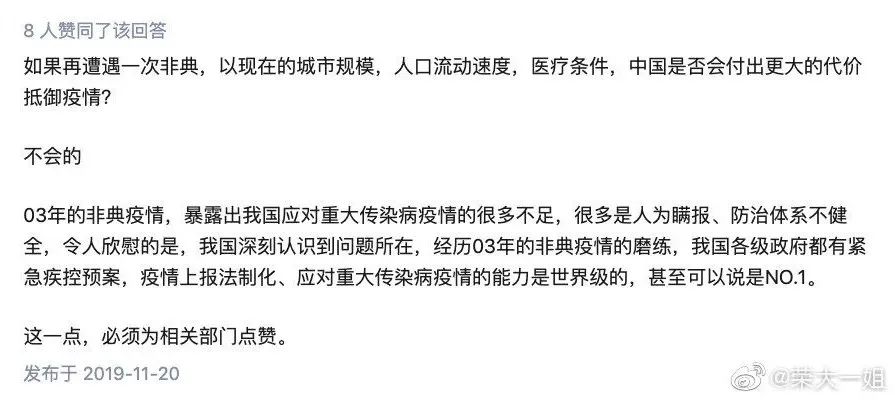 8 人赞同了该回答
如果再遭遇一次非典，以现在的城市规模，人口流动速度，医疗条件，中国是否会付出更大的代价
抵御疫情？
不会的
03年的非典疫情，暴露出我国应对重大传染病疫情的很多不足，很多是人为瞒报、防治体系不健
全，令人欣慰的是，我国深刻认识到问题所在，经历03年的非典疫情的磨练，我国各级政府都有紧
急疾控预案，疫情上报法制化、应对重大传染病疫情的能力是世界级的，甚至可以说是NO.1。
这一点，必须为相关部门点赞。
发布于 2019-11-20
@荣大一姐